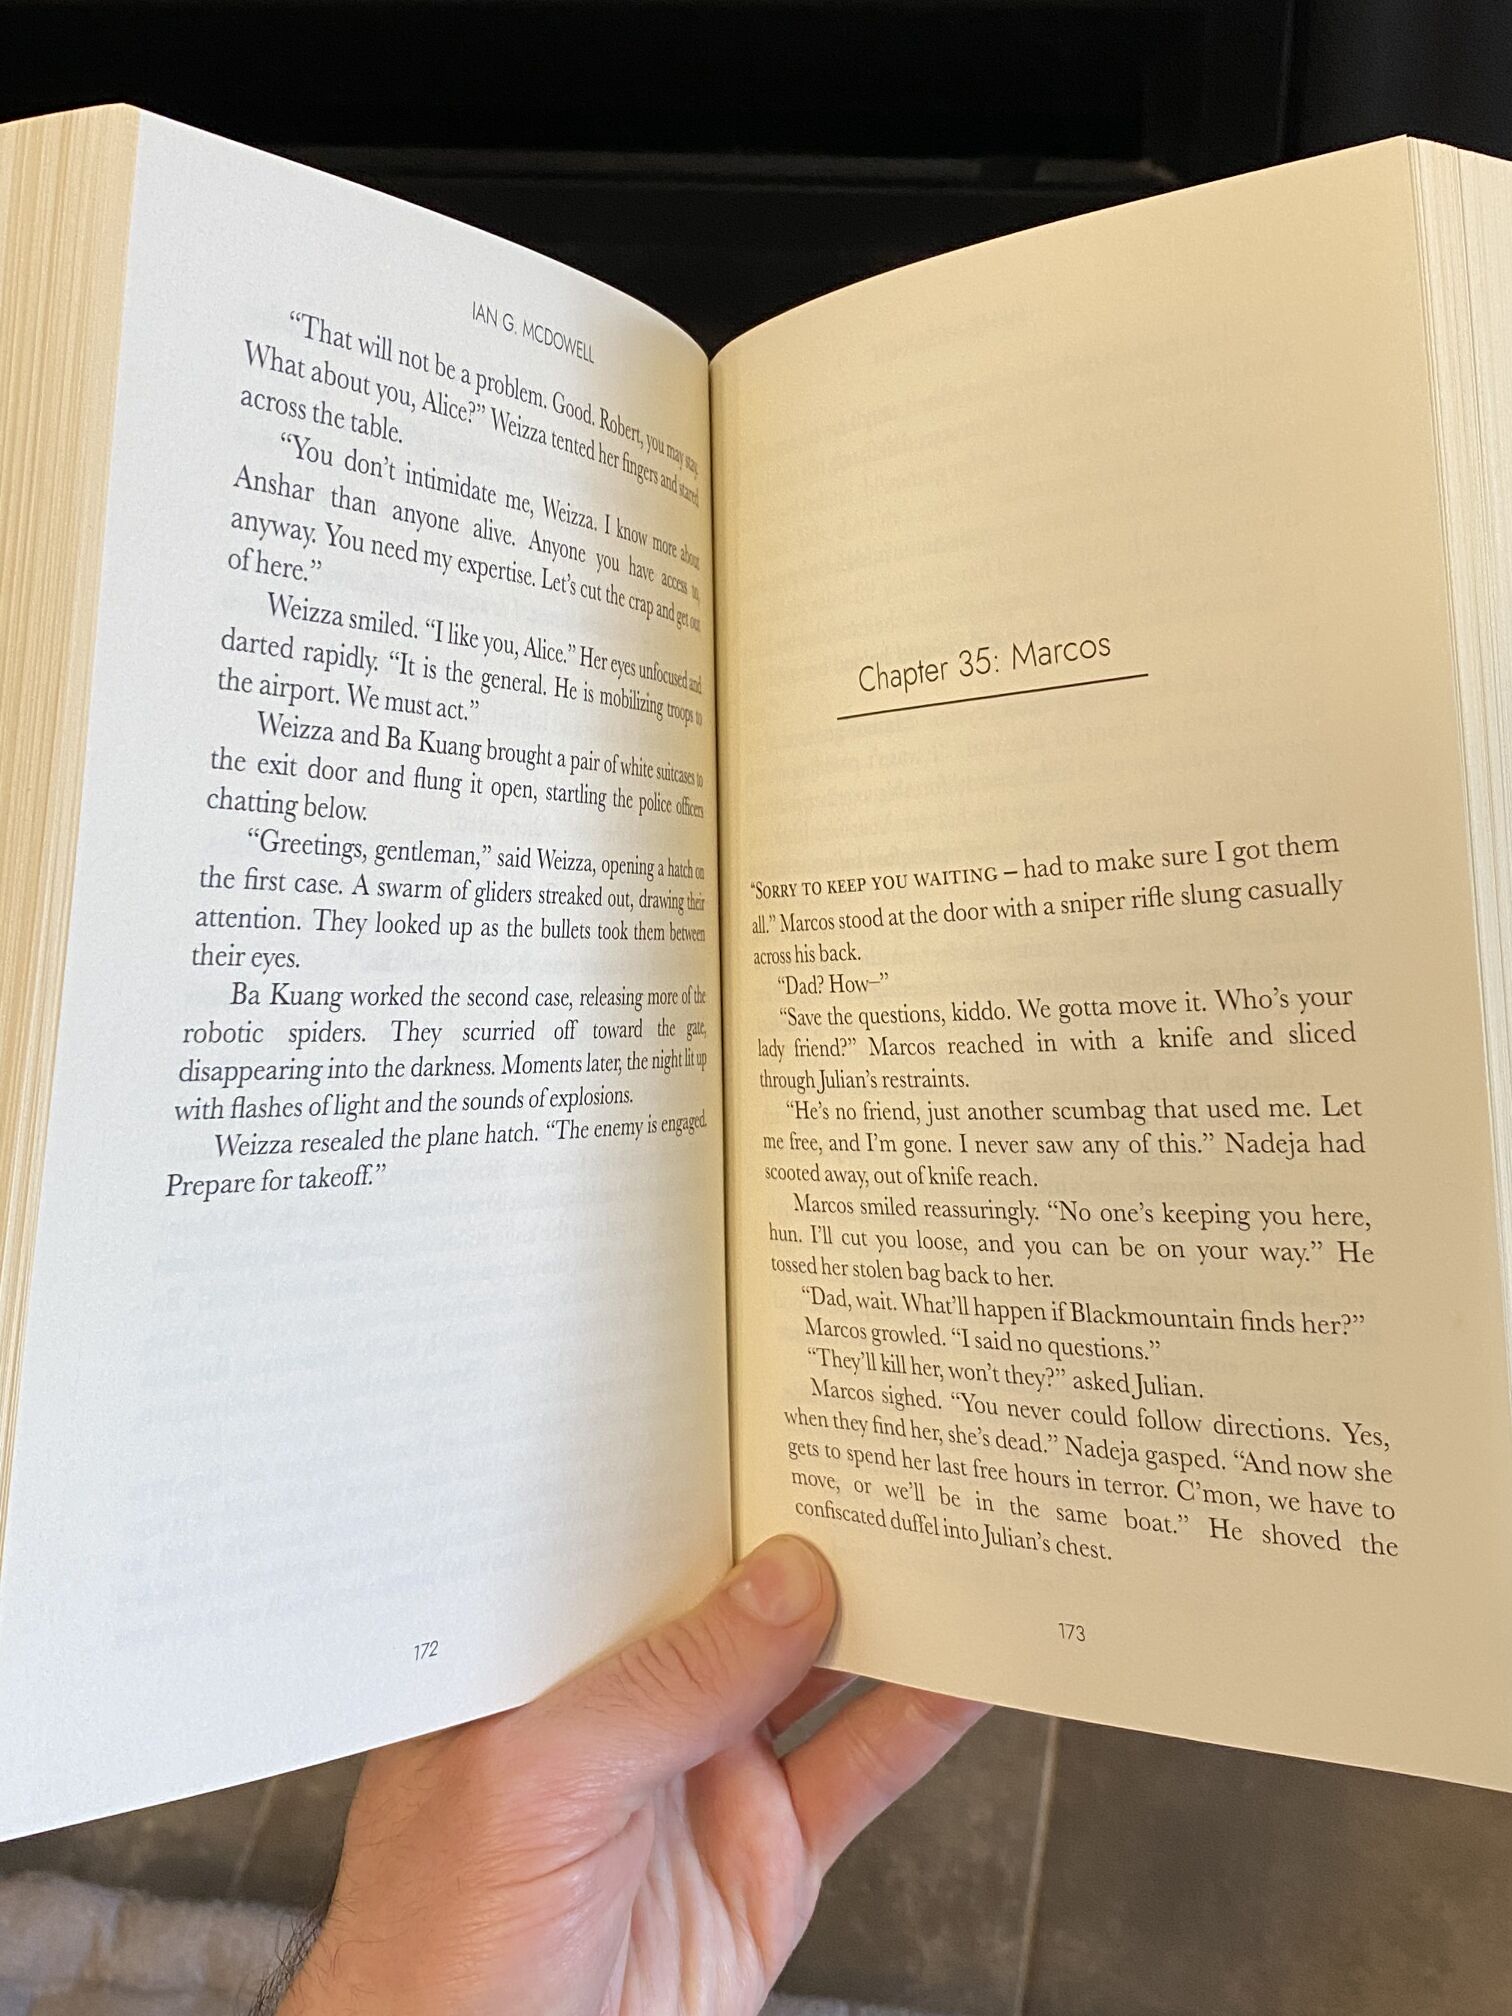 IAN G. MCDOWELL
“That will not be a problem. Good. Robert, you may stay.
What about you, Alice?” Weizza tented her fingers and stared
across the table.
“You don’t intimidate me, Weizza. I know more about
Anshar than anyone alive. Anyone you have access to,
anyway. You need my expertise. Let’s cut the crap and get out
of here.”
Weizza smiled. “I like you, Alice.” Her eyes unfocused and
darted rapidly. “It is the general. He is mobilizing troops to
the airport. We must act.”
Weizza and Ba Kuang brought a pair of white suitcases to
the exit door and flung it open, startling the police officers
chatting below.
“Greetings, gentleman,” said Weizza, opening a hatch on
the first case. A swarm of gliders streaked out, drawing their
attention. They looked up as the bullets took them between
their eyes.
Ba Kuang worked the second case, releasing more of the
robotic spiders. They scurried off toward the gate,
disappearing into the darkness. Moments later, the night lit up
with flashes of light and the sounds of explosions.
Weizza resealed the plane hatch. “The enemy is engaged.
Prepare for takeoff.”
172
Chapter 35: Marcos
“SORRY TO KEEP YOU WAITING – had to make sure I got them
all.” Marcos stood at the door with a sniper rifle slung casually
across his back.
“Dad? How–”
“Save the questions, kiddo. We gotta move it. Who’s your
lady friend?” Marcos reached in with a knife and sliced
through Julian’s restraints.
“He’s no friend, just another scumbag that used me. Let
me free, and I’m gone. I never saw any of this.” Nadeja had
scooted away, out of knife reach.
Marcos smiled reassuringly. “No one’s keeping you here,
hun. I’ll cut you loose, and you can be on your way.” He
tossed her stolen bag back to her.
“Dad, wait. What’ll happen if Blackmountain finds her?”
Marcos growled. “I said no questions.”
“They’ll kill her, won’t they?” asked Julian.
Marcos sighed. “You never could follow directions. Yes,
when they find her, she’s dead.” Nadeja gasped. “And now she
gets to spend her last free hours in terror. C’mon, we have to
move, or we’ll be in the same boat.” He shoved the
confiscated duffel into Julian’s chest.
173